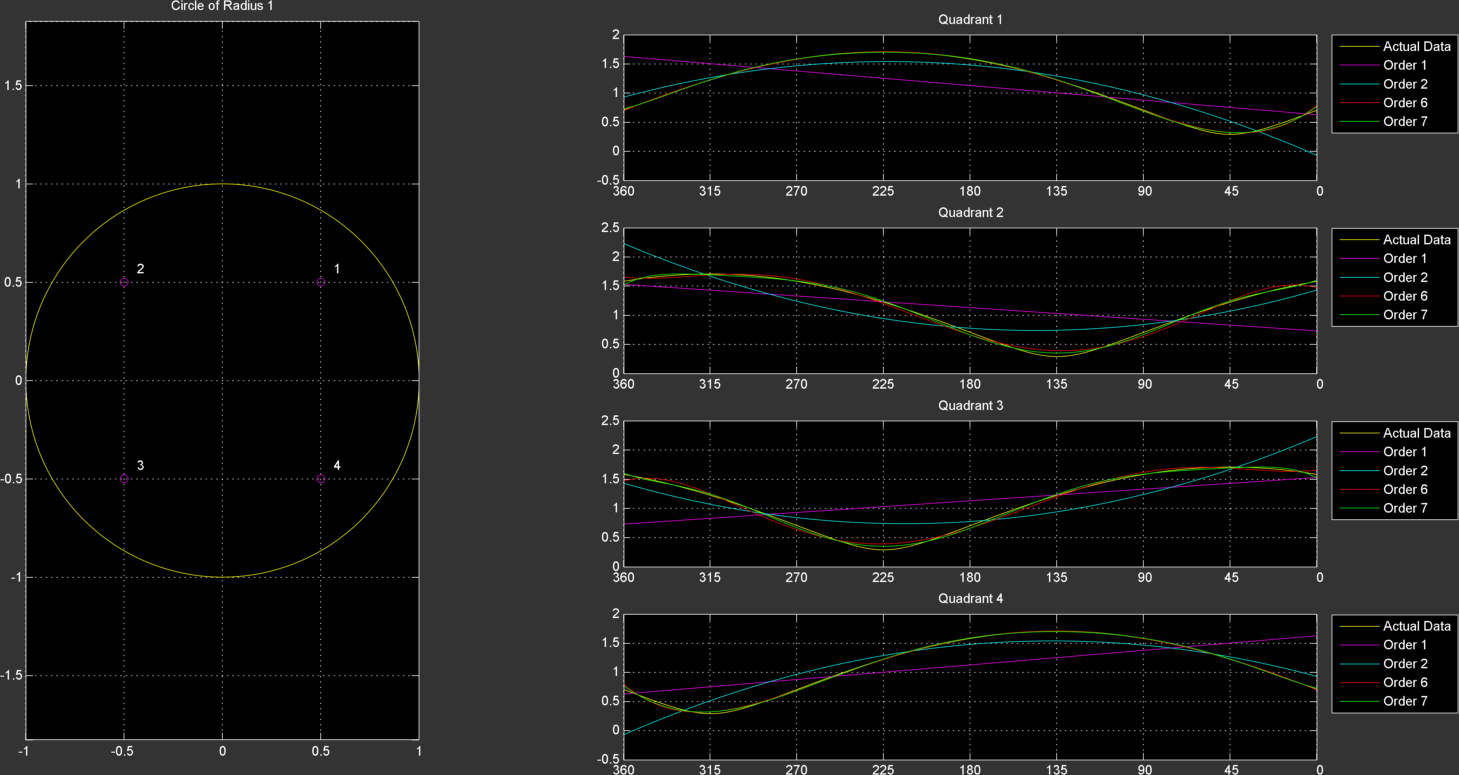 Circle of Radius 1
1.5
1
0.5
0
-0.5
-1
-1.5
-1 -0.5 0 0.5 1
2 1
3 4
Quadrant 1
2
1.5
1
0.5
0
-0.5
360 315 270 225 180 135 90 45 0
Actual Data
Order 1
Order 2
Order 6
Order 7
Quadrant 2
2.5
2
1.5
1
0.5
0
360 315 270 225 180 135 90 45 0
Actual Data
Order 1
Order 2
Order 6
Order 7
Quadrant 3
2.5
2
1.5
1
0.5
0
360 315 270 225 180 135 90 45 0
Actual Data
Order 1
Order 2
Order 6
Order 7
Quadrant 4
2
1.5
1
0.5
0
-0.5
360 315 270 225 180 135 90 45 0
Actual Data
Order 1
Order 2
Order 6
Order 7